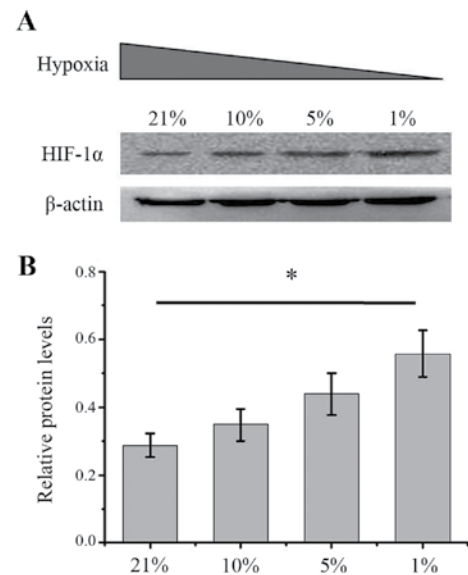 A
Hypoxia
21% 10% 5% 1%
HIF-1α
β-actin
B
*
Relative protein levels
0.8
0.6
0.4
0.2
0.0
21% 10% 5% 1%